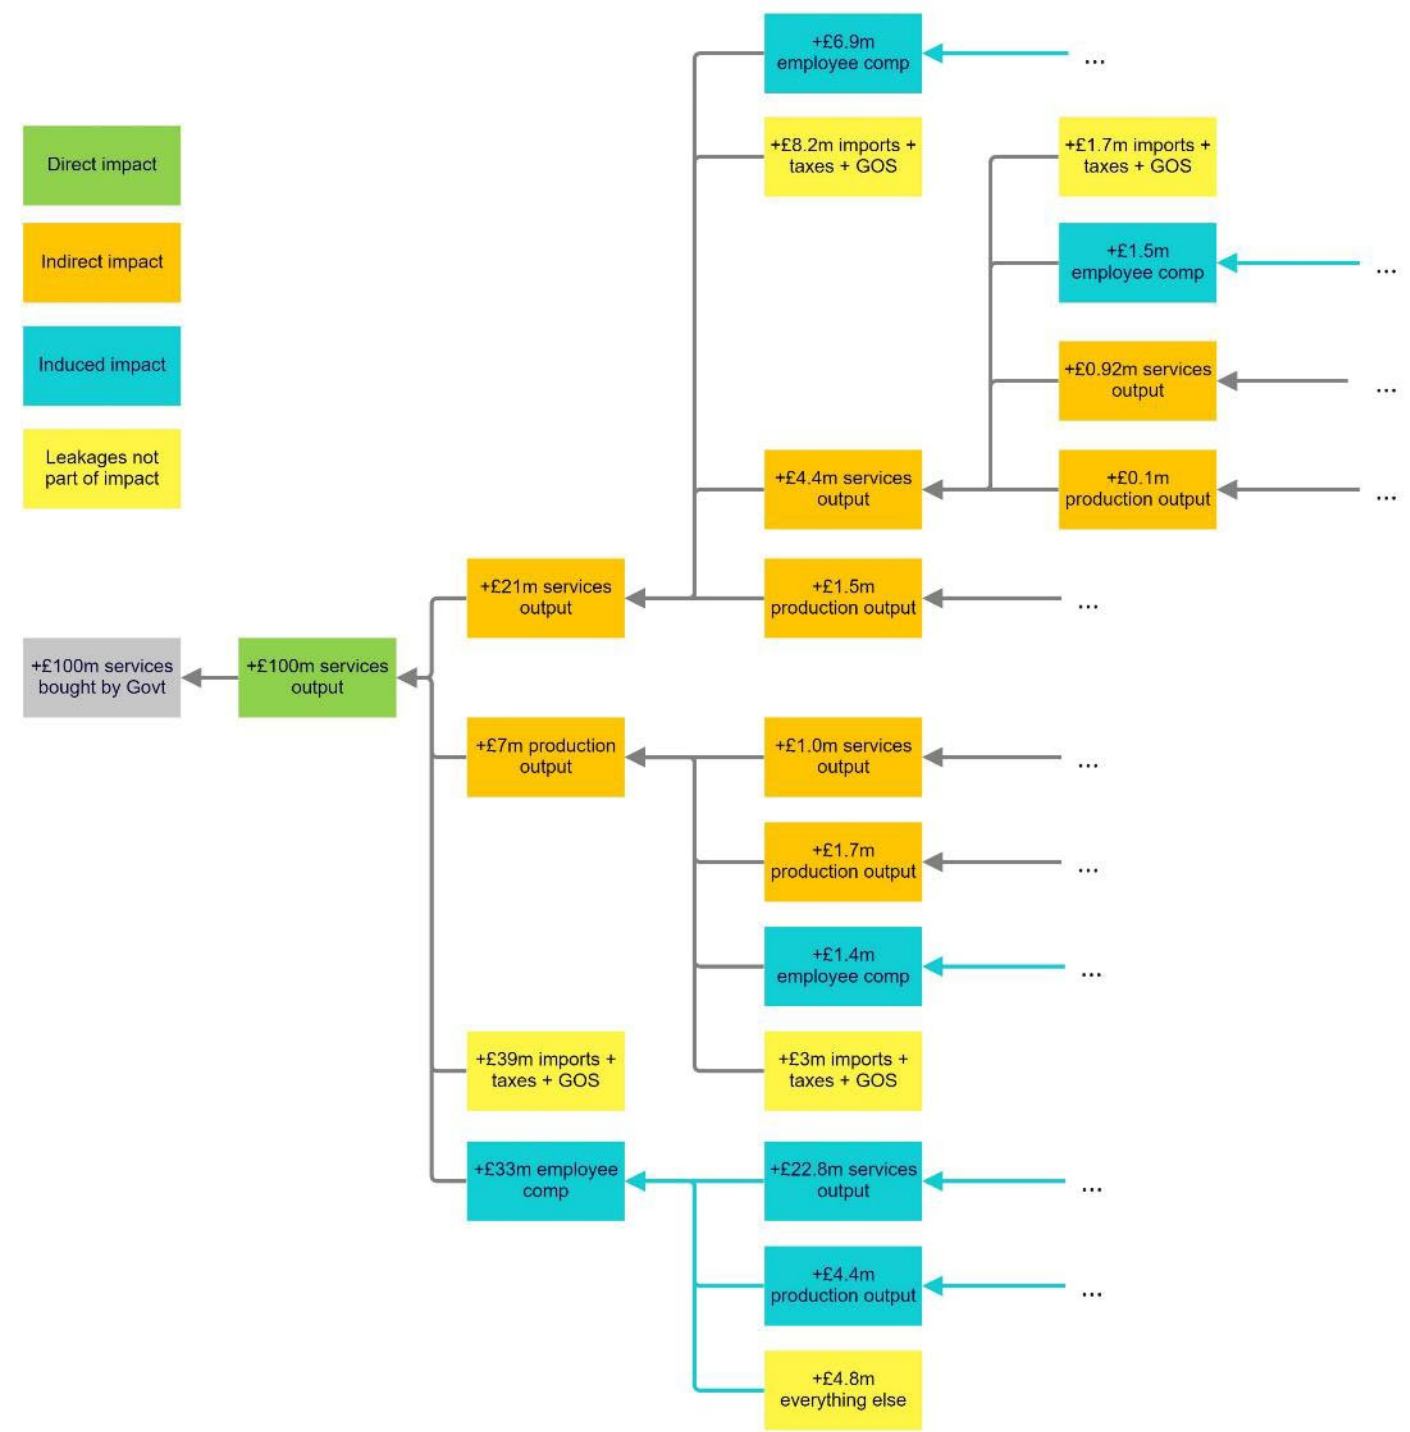 Direct impact
Indirect impact
Induced impact
Leakages not
part of impact
+£100m services
bought by Govt
+£100m services
output
+£21m services
output
+£7m production
output
+£39m imports +
taxes + GOS
+£33m employee
comp
+£6.9m
employee comp
...
+£8.2m imports +
taxes + GOS
+£4.4m services
output
+£1.5m
production output
...
+£1.0m services
output
...
+£1.7m
production output
...
+£1.4m
employee comp
...
+£3m imports +
taxes + GOS
+£22.8m services
output
...
+£4.4m
production output
...
+£4.8m
everything else
+£1.7m imports +
taxes + GOS
+£1.5m
employee comp
...
+£0.92m services
output
...
+£0.1m
production output
...